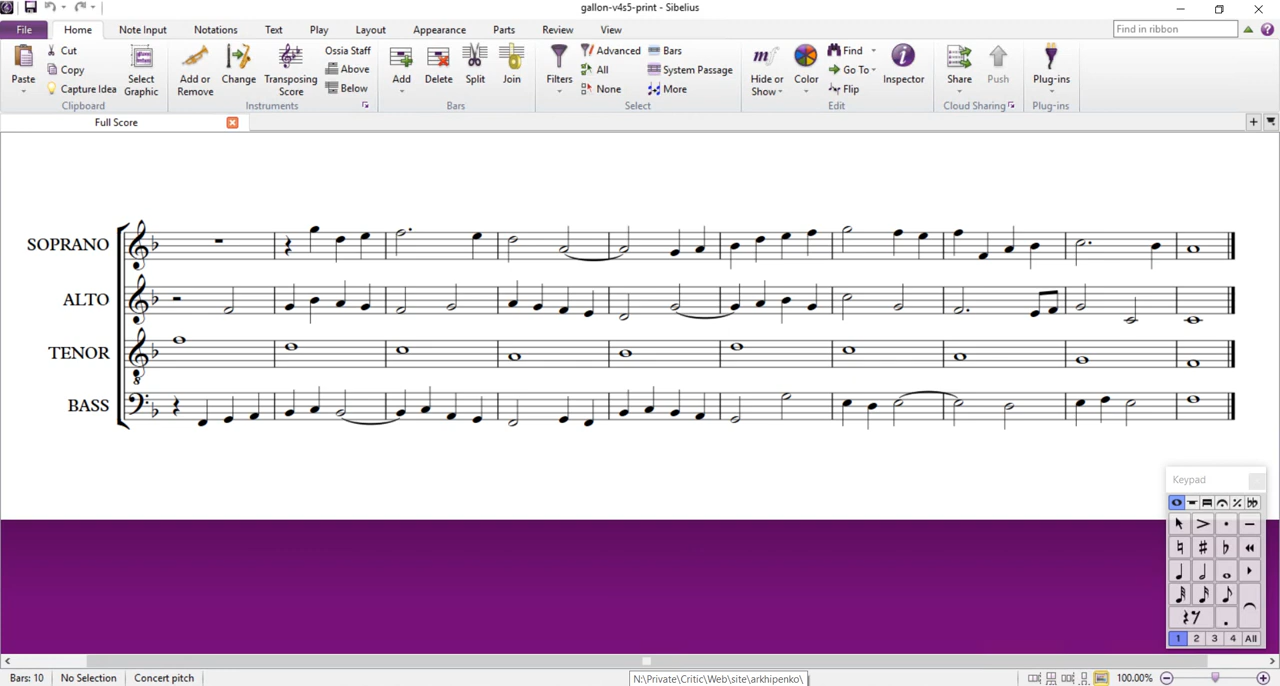 gallon-v4s5-print - Sibelius
File Home Note Input Notations Text Play Layout Appearance Parts Review View Find in ribbon
Paste Cut Copy Capture Idea Select Graphic
Clipboard
Add or Remove Change Transposing Score Ossia Staff Above Below
Instruments
Add Delete Split Join
Bars
Filters Advanced All None Bars System Passage More
Select
Hide or Show Color Find Go To Flip Inspector
Edit
Share Push
Cloud Sharing
Plug-ins
Plug-ins
Full Score
SOPRANO
ALTO
TENOR
8
BASS
Keypad
1 2 3 4 All
Bars: 10 No Selection Concert pitch N:\Private\Critic\Web\site\arkhipenko\ 100.00%